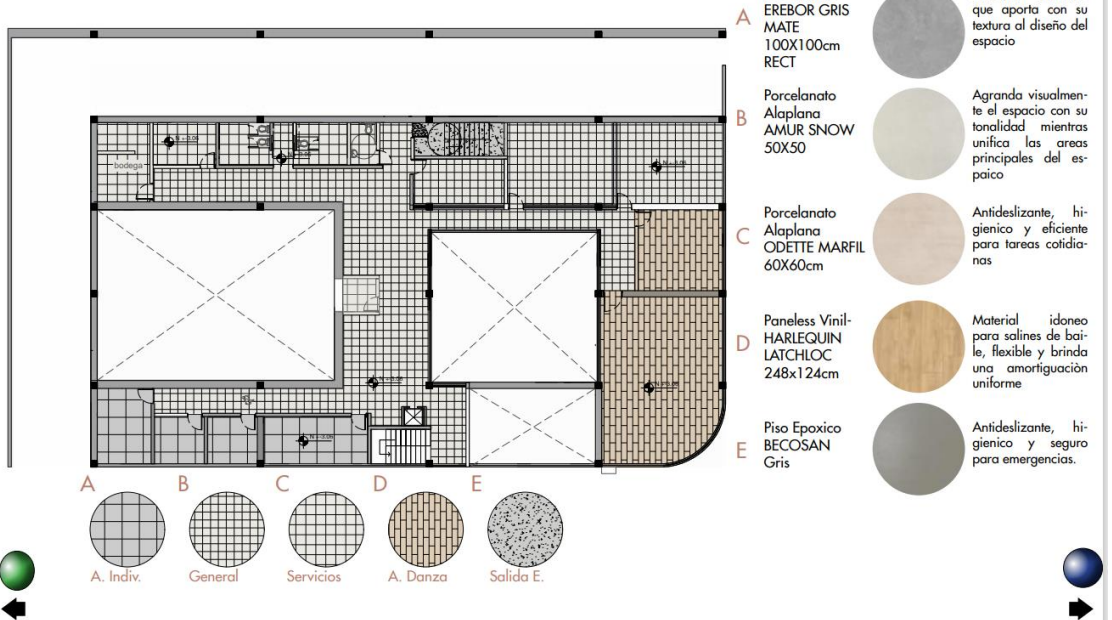 A
EREBOR GRIS
MATE
100X100cm
RECT
que aporta con su
textura al diseño del
espacio
B
Porcelanato
Alaplana
AMUR SNOW
50X50
Agranda visualmen-
te el espacio con su
tonalidad mientras
unifica las areas
principales del es-
paico
C
Porcelanato
Alaplana
ODETTE MARFIL
60X60cm
Antideslizante, hi-
gienico y eficiente
para tareas cotidia-
nas
D
Paneless Vinil-
HARLEQUIN
LATCHLOC
248x124cm
Material idoneo
para salines de bai-
le, flexible y brinda
una amortiguaciòn
uniforme
E
Piso Epoxico
BECOSAN
Gris
Antideslizante, hi-
gienico y seguro
para emergencias.
bodega
A B C D E
A. Indiv. General Servicios A. Danza Salida E.